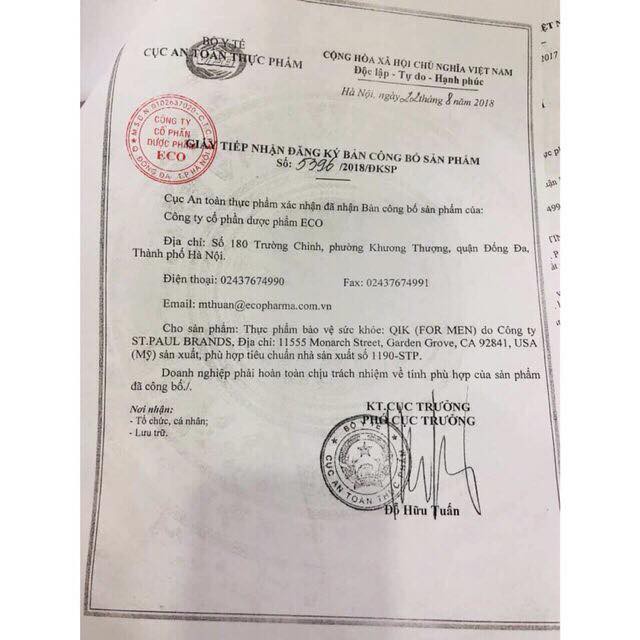 BỘ Y TẾ
CỤC AN TOÀN THỰC PHẨM
CỘNG HÒA XÃ HỘI CHỦ NGHĨA VIỆT NAM
Độc lập - Tự do - Hạnh phúc
Hà Nội, ngày 22 tháng 8 năm 2018
M.S.C.N: 0102637020-C.T.C.P
CÔNG TY
CỔ PHẦN
DƯỢC PHẨM
ECO
Q. ĐỐNG ĐA - T.P HÀ NỘI
GIẤY TIẾP NHẬN ĐĂNG KÝ BẢN CÔNG BỐ SẢN PHẨM
Số: 5396 /2018/ĐKSP
Cục An toàn thực phẩm xác nhận đã nhận Bản công bố sản phẩm của:
Công ty cổ phần dược phẩm ECO
Địa chỉ: Số 180 Trường Chinh, phường Khương Thượng, quận Đống Đa,
Thành phố Hà Nội.
Điện thoại: 02437674990 Fax: 02437674991
Email: mthuan@ecopharma.com.vn
Cho sản phẩm: Thực phẩm bảo vệ sức khỏe: QIK (FOR MEN) do Công ty
ST.PAUL BRANDS, Địa chỉ: 11555 Monarch Street, Garden Grove, CA 92841, USA
(Mỹ) sản xuất, phù hợp tiêu chuẩn nhà sản xuất số 1190-STP.
Doanh nghiệp phải hoàn toàn chịu trách nhiệm về tính phù hợp của sản phẩm
đã công bố./.
Nơi nhận:
- Tổ chức, cá nhân;
- Lưu trữ.
KT.CỤC TRƯỞNG
PHÓ CỤC TRƯỞNG
BỘ Y TẾ
CỤC AN TOÀN THỰC PHẨM
Đỗ Hữu Tuấn
2017
499